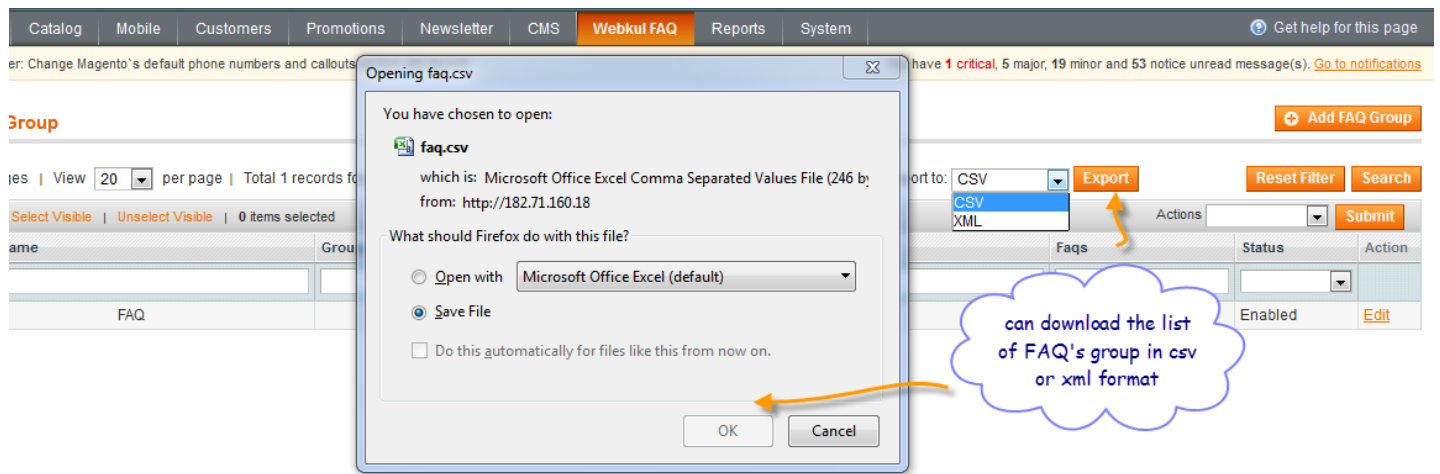 Catalog Mobile Customers Promotions Newsletter CMS Webkul FAQ Reports System Get help for this page
er: Change Magento`s default phone numbers and callouts have 1 critical, 5 major, 19 minor and 53 notice unread message(s). Go to notifications
Opening faq.csv
You have chosen to open:
Group Add FAQ Group
faq.csv
ges | View 20 per page | Total 1 records fo
which is: Microsoft Office Excel Comma Separated Values File (246 by
ort to: CSV Export Reset Filter Search
from: http://182.71.160.18
CSV
XML
Select Visible | Unselect Visible | 0 items selected Actions Submit
What should Firefox do with this file?
ame Grou Faqs Status Action
Open with Microsoft Office Excel (default)
Save File
FAQ Enabled Edit
Do this automatically for files like this from now on.
can download the list
of FAQ's group in csv
or xml format
OK Cancel